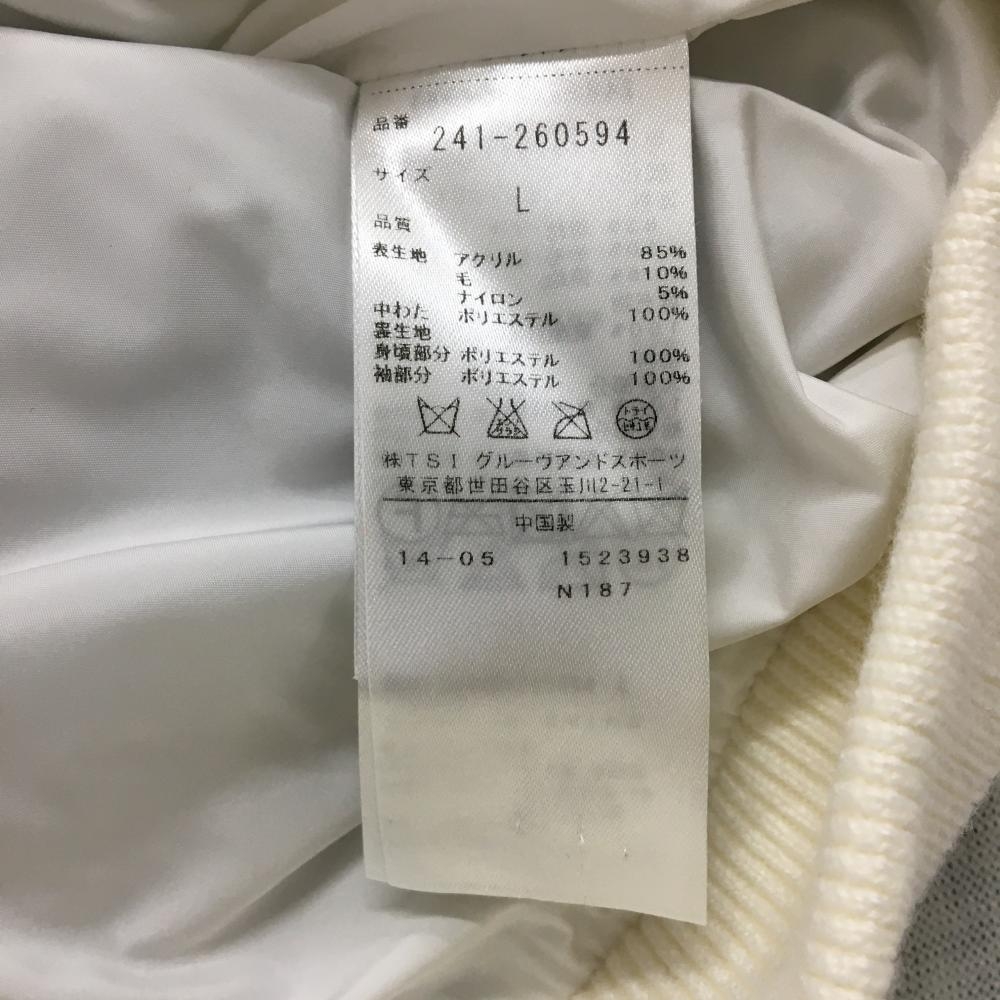 品番 241-260594
サイズ
L
品質
表生地 アクリル 85%
毛 10%
ナイロン 5%
中わた ポリエステル 100%
裏生地
身頃部分 ポリエステル 100%
袖部分 ポリエステル 100%
㈱TSI グルーヴアンドスポーツ
東京都世田谷区玉川2-21-1
中国製
14-05 1523938
N187